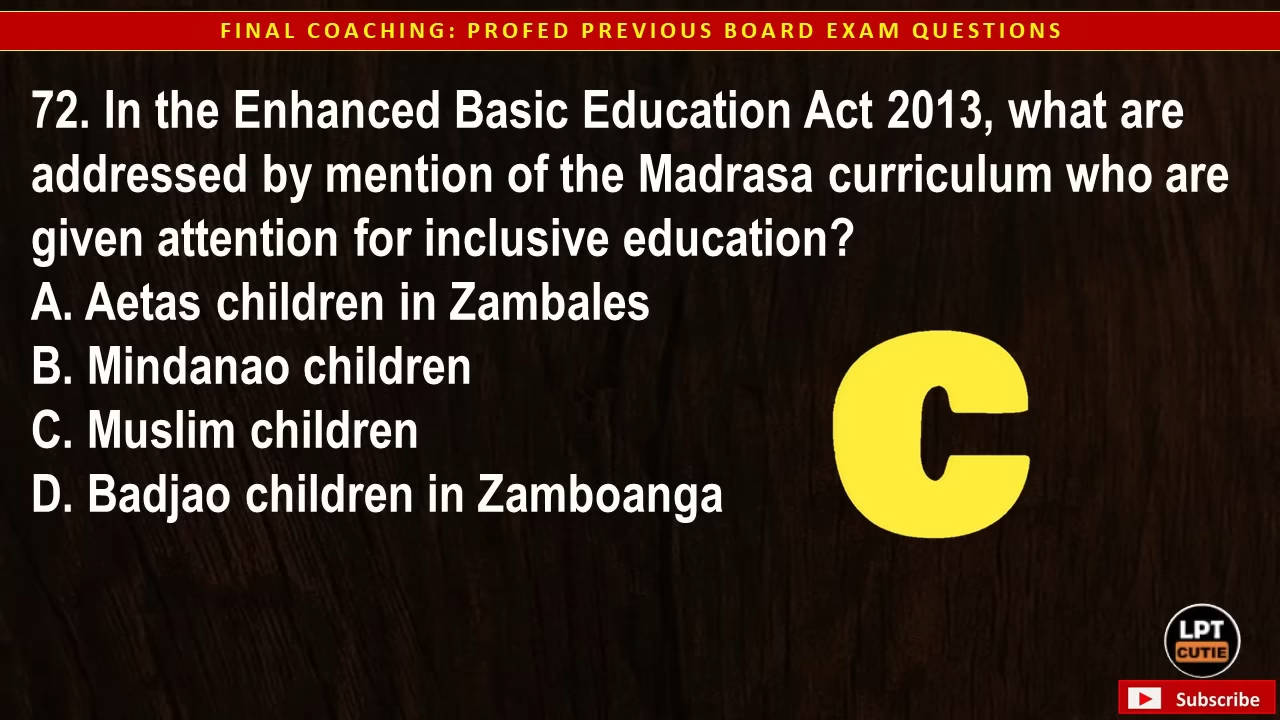 FINAL COACHING: PROFED PREVIOUS BOARD EXAM QUESTIONS
72. In the Enhanced Basic Education Act 2013, what are
addressed by mention of the Madrasa curriculum who are
given attention for inclusive education?
A. Aetas children in Zambales
B. Mindanao children
C. Muslim children
D. Badjao children in Zamboanga
C
LPT
CUTIE
Subscribe